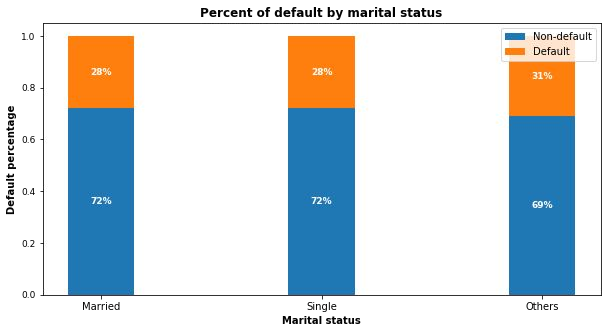 Percent of default by marital status
Non-default
Default
1.0
0.8
0.6
0.4
0.2
0.0
Default percentage
28%
28%
31%
72%
72%
69%
Married
Single
Others
Marital status